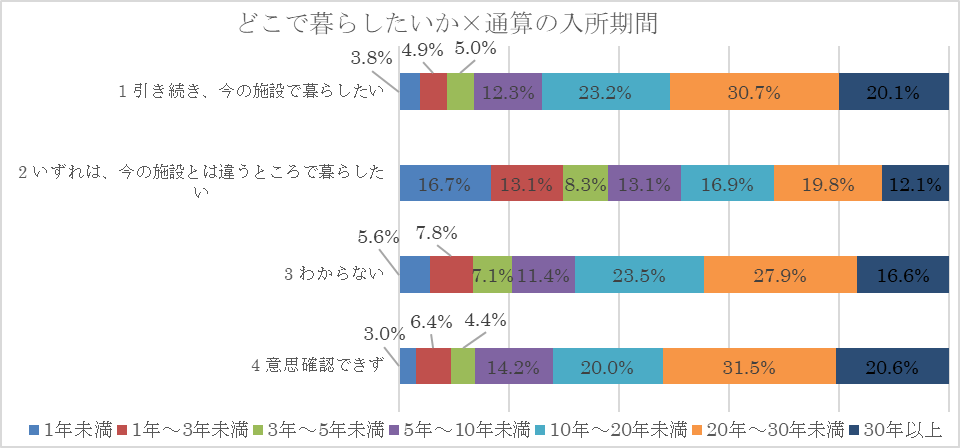 どこで暮らしたいか×通算の入所期間
3.8% 4.9% 5.0%
1 引き続き、今の施設で暮らしたい 12.3% 23.2% 30.7% 20.1%
2 いずれは、今の施設とは違うところで暮らした
い
16.7% 13.1% 8.3% 13.1% 16.9% 19.8% 12.1%
5.6% 7.8%
3 わからない 7.1% 11.4% 23.5% 27.9% 16.6%
3.0% 6.4% 4.4%
4 意思確認できず 14.2% 20.0% 31.5% 20.6%
1年未満 1年～3年未満 3年～5年未満 5年～10年未満 10年～20年未満 20年～30年未満 30年以上